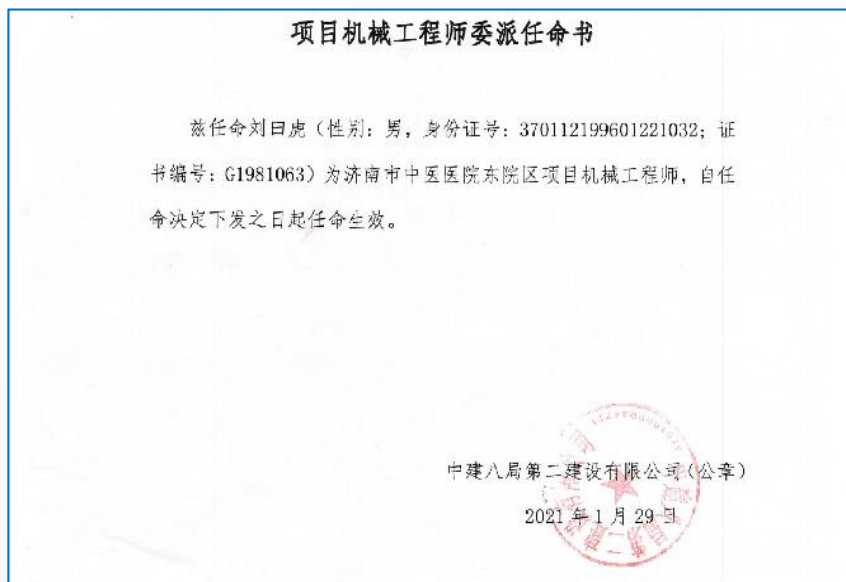 项目机械工程师委派任命书
兹任命刘曰虎（性别：男，身份证号：370112199601221032；证
书编号：G1981063）为济南市中医医院东院区项目机械工程师，自任
命决定下发之日起任命生效。
中建八局第二建设有限公司（公章）
2021年1月29日